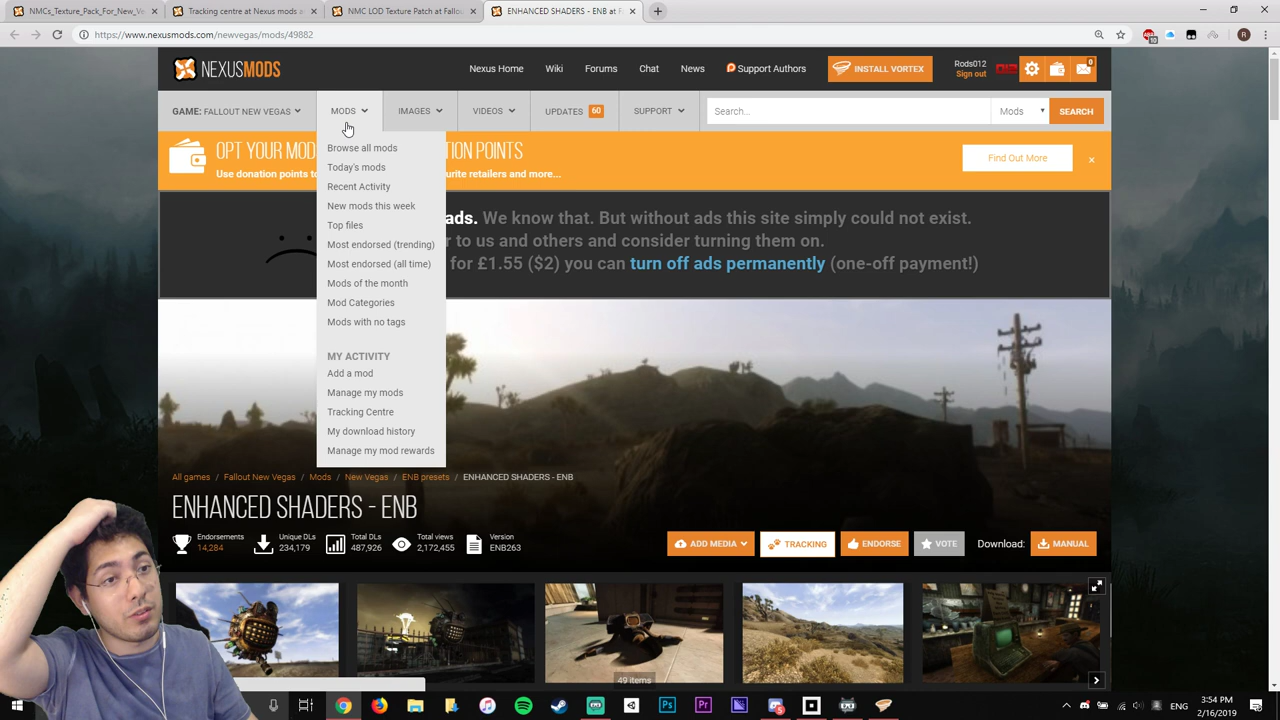 NMCs_Texture_Pack_For_New_Ve
Tracking centre at Nexus mods a
NMC LOD Texture Patch at Fallou
ENHANCED SHADERS - ENB at F
https://www.nexusmods.com/newvegas/mods/49882
NEXUSMODS
Nexus Home
Wiki
Forums
Chat
News
Support Authors
INSTALL VORTEX
Rods012
Sign out
0
GAME: FALLOUT NEW VEGAS
MODS
IMAGES
VIDEOS
UPDATES 60
SUPPORT
Search...
Mods
SEARCH
OPT YOUR MOD
TION POINTS
Use donation points to
urite retailers and more...
Find Out More
ads. We know that. But without ads this site simply could not exist.
r to us and others and consider turning them on.
for £1.55 ($2) you can turn off ads permanently (one-off payment!)
Browse all mods
Today's mods
Recent Activity
New mods this week
Top files
Most endorsed (trending)
Most endorsed (all time)
Mods of the month
Mod Categories
Mods with no tags
MY ACTIVITY
Add a mod
Manage my mods
Tracking Centre
My download history
Manage my mod rewards
All games / Fallout New Vegas / Mods / New Vegas / ENB presets / ENHANCED SHADERS - ENB
ENHANCED SHADERS - ENB
Endorsements
14,284
Unique DLs
234,179
Total DLs
487,926
Total views
2,172,455
Version
ENB263
ADD MEDIA
TRACKING
ENDORSE
VOTE
Download:
MANUAL
49 items
3:54 PM
ENG
2/16/2019